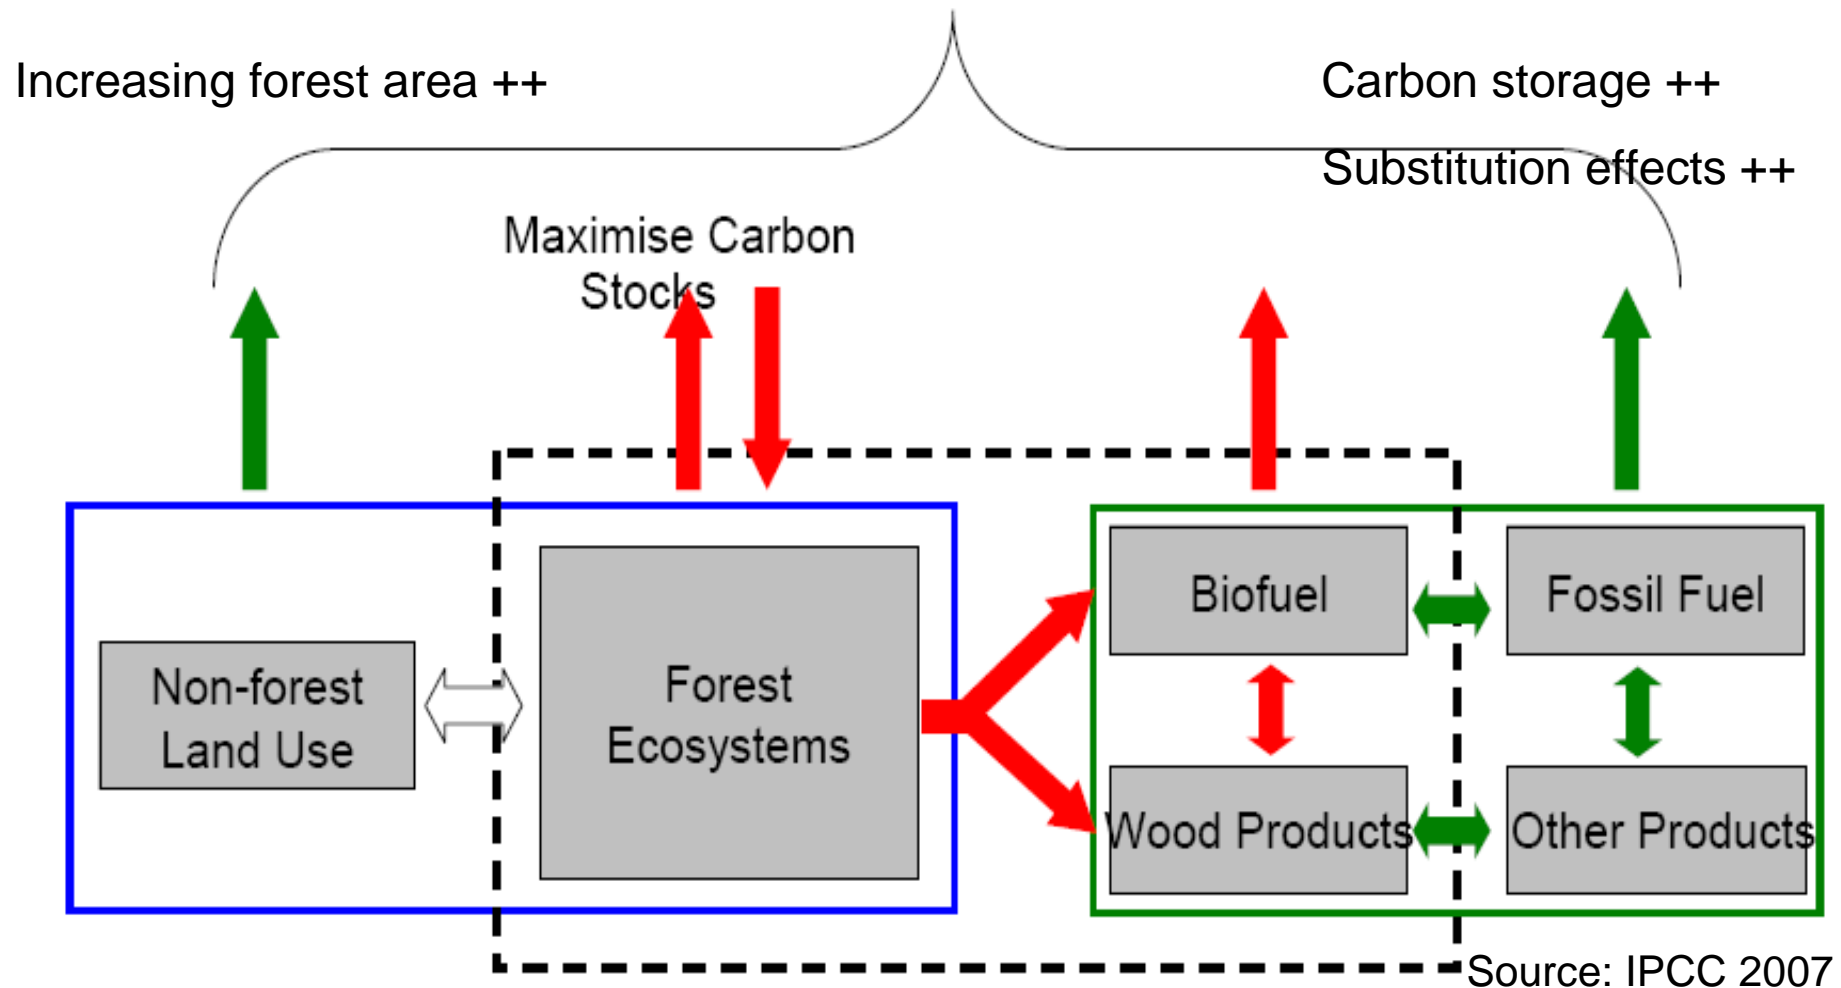 Increasing forest area ++
Carbon storage ++
Substitution effects ++
Maximise Carbon
Stocks
Non-forest
Land Use
Forest
Ecosystems
Biofuel
Fossil Fuel
Wood Products
Other Products
Source: IPCC 2007